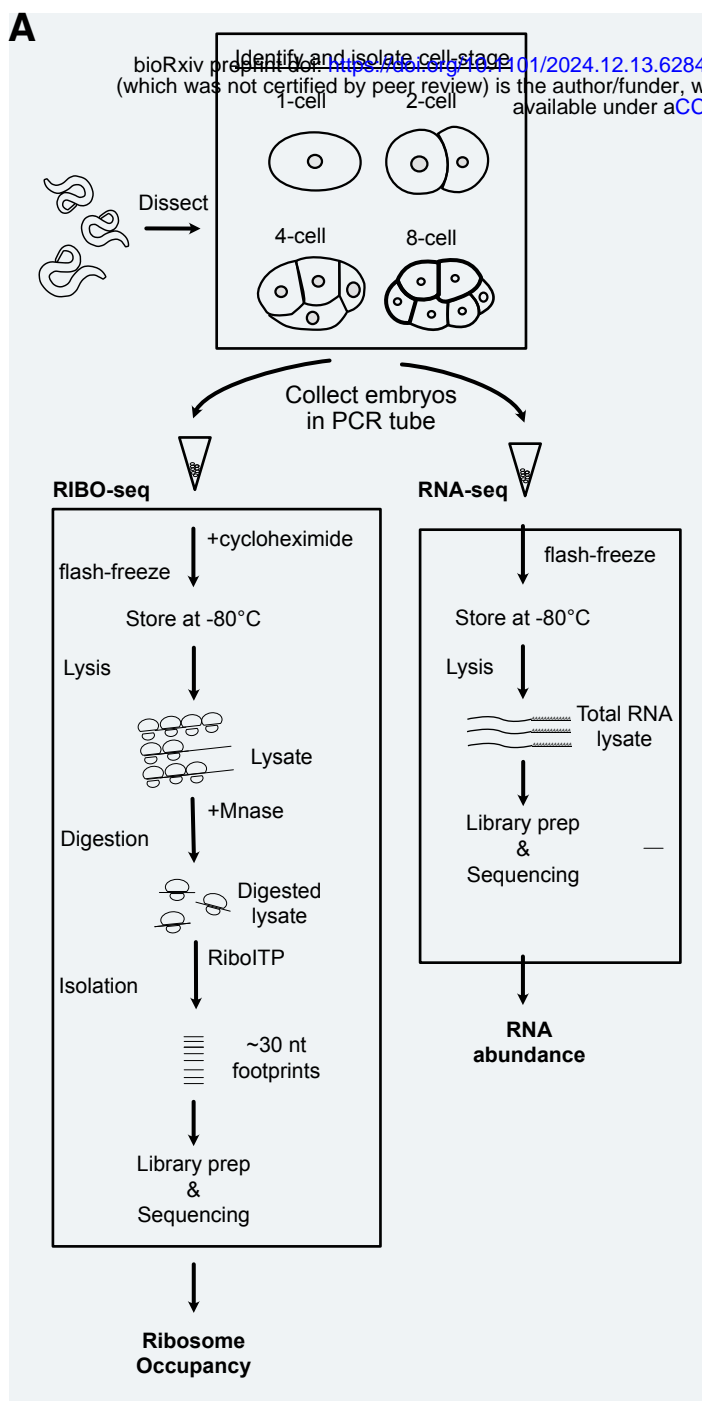 A
Identify and isolate cell-stage
bioRxiv preprint doi: https://doi.org/10.1101/2024.12.13.6284
(which was not certified by peer review) is the author/funder, w
available under aCC
1-cell
2-cell
Dissect
4-cell
8-cell
Collect embryos
in PCR tube
RIBO-seq
+cycloheximide
flash-freeze
Store at -80°C
Lysis
Lysate
+Mnase
Digestion
Digested
lysate
RiboITP
Isolation
~30 nt
footprints
Library prep
&
Sequencing
Ribosome
Occupancy
RNA-seq
flash-freeze
Store at -80°C
Lysis
Total RNA
lysate
Library prep
&
Sequencing
RNA
abundance